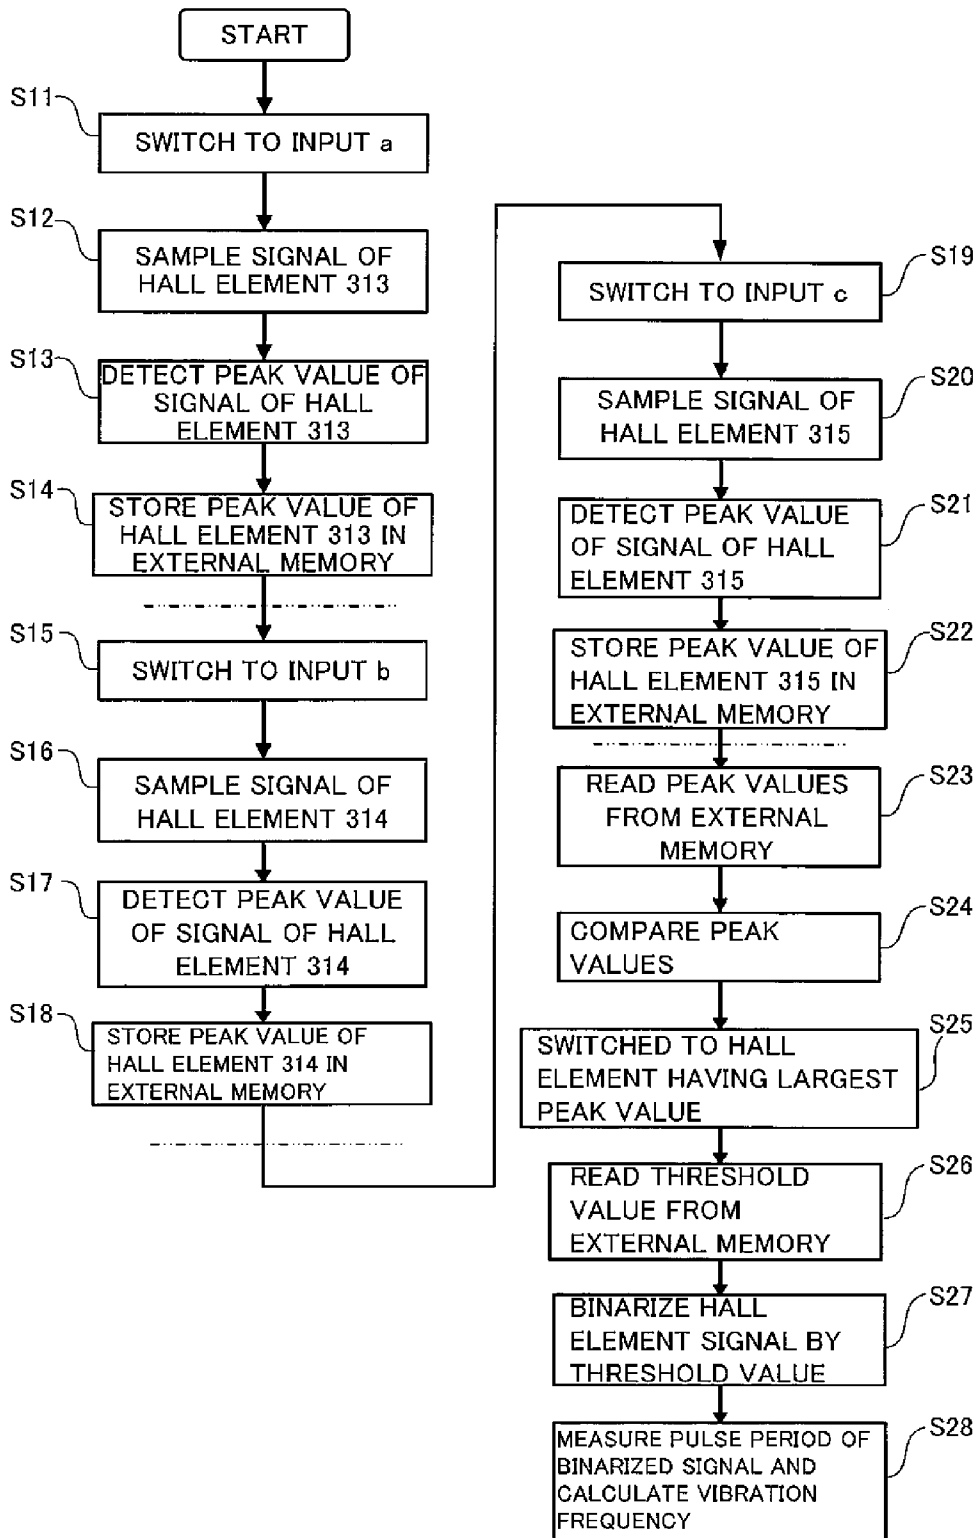 START
S11
SWITCH TO INPUT a
S12
SAMPLE SIGNAL OF
HALL ELEMENT 313
S13
DETECT PEAK VALUE OF
SIGNAL OF HALL
ELEMENT 313
S14
STORE PEAK VALUE OF
HALL ELEMENT 313 IN
EXTERNAL MEMORY
S15
SWITCH TO INPUT b
S16
SAMPLE SIGNAL OF
HALL ELEMENT 314
S17
DETECT PEAK VALUE
OF SIGNAL OF HALL
ELEMENT 314
S18
STORE PEAK VALUE OF
HALL ELEMENT 314 IN
EXTERNAL MEMORY
S19
SWITCH TO INPUT c
S20
SAMPLE SIGNAL OF
HALL ELEMENT 315
S21
DETECT PEAK VALUE
OF SIGNAL OF HALL
ELEMENT 315
S22
STORE PEAK VALUE OF
HALL ELEMENT 315 IN
EXTERNAL MEMORY
S23
READ PEAK VALUES
FROM EXTERNAL
MEMORY
S24
COMPARE PEAK
VALUES
S25
SWITCHED TO HALL
ELEMENT HAVING LARGEST
PEAK VALUE
S26
READ THRESHOLD
VALUE FROM
EXTERNAL MEMORY
S27
BINARIZE HALL
ELEMENT SIGNAL BY
THRESHOLD VALUE
S28
MEASURE PULSE PERIOD OF
BINARIZED SIGNAL AND
CALCULATE VIBRATION
FREQUENCY